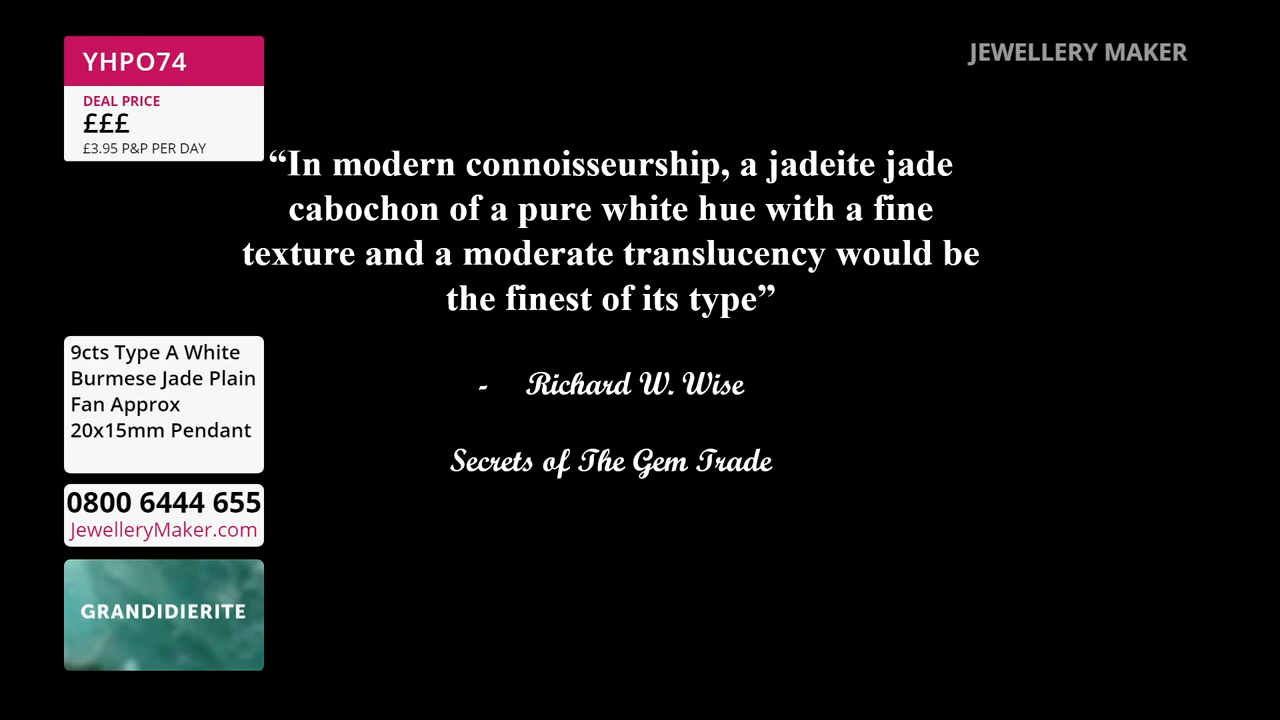 YHPO74
DEAL PRICE
£££
£3.95 P&P PER DAY
JEWELLERY MAKER
“In modern connoisseurship, a jadeite jade
cabochon of a pure white hue with a fine
texture and a moderate translucency would be
the finest of its type”
- Richard W. Wise
Secrets of The Gem Trade
9cts Type A White
Burmese Jade Plain
Fan Approx
20x15mm Pendant
0800 6444 655
JewelleryMaker.com
GRANDIDIERITE